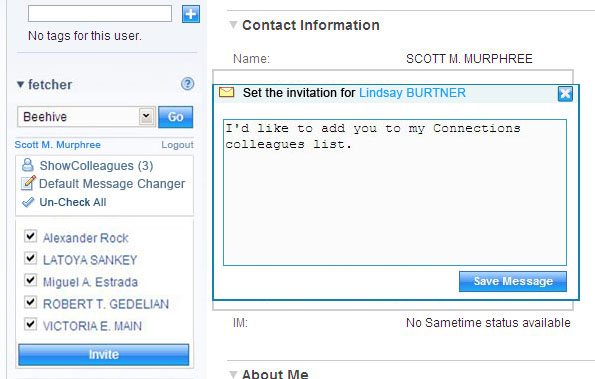 No tags for this user.
fetcher
?
Beehive
Go
Scott M. Murphree Logout
ShowColleagues (3)
Default Message Changer
Un-Check All
Alexander Rock
LATOYA SANKEY
Miguel A. Estrada
ROBERT T. GEDELIAN
VICTORIA E. MAIN
Invite
Contact Information
Name: SCOTT M. MURPHREE
Set the invitation for Lindsay BURTNER
I'd like to add you to my Connections
colleagues list.
Save Message
IM: No Sametime status available
About Me